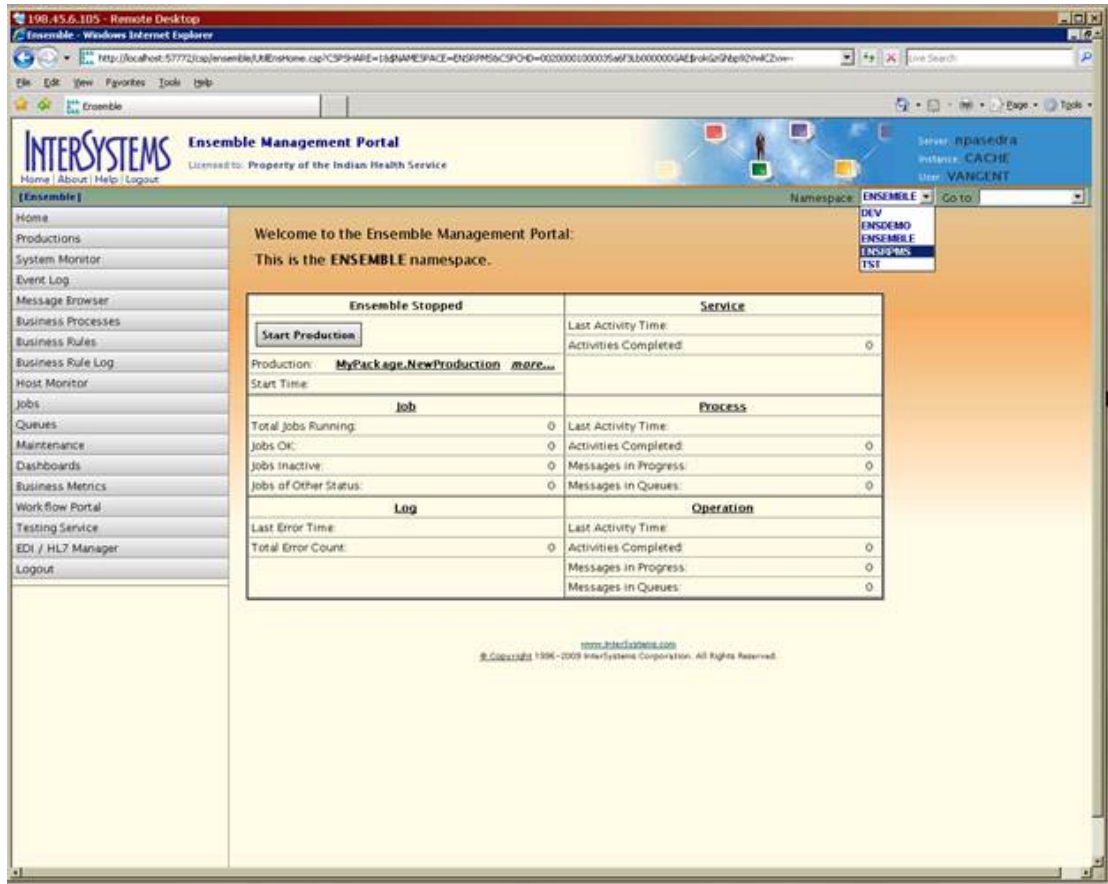 198.45.6.105 - Remote Desktop
Ensemble - Windows Internet Explorer
Live Search
File Edit View Favorites Tools Help
Ensemble
Page Tools
INTERSYSTEMS
Home | About | Help | Logout
Ensemble Management Portal
Licensed to: Property of the Indian Health Service
Server: npasedra
Instance: CACHE
User: VANGENT
[Ensemble]
Namespace: ENSEMBLE Go to:
DEV
ENSDEMO
ENSEMBLE
ENSRPMS
TST
Home
Productions
System Monitor
Event Log
Message Browser
Business Processes
Business Rules
Business Rule Log
Host Monitor
Jobs
Queues
Maintenance
Dashboards
Business Metrics
Workflow Portal
Testing Service
EDI / HL7 Manager
Logout
Welcome to the Ensemble Management Portal:
This is the ENSEMBLE namespace.
Ensemble Stopped
Start Production
Production: MyPackage.NewProduction more...
Start Time:
Service
Last Activity Time:
Activities Completed: 0
Job
Total Jobs Running: 0
Jobs OK: 0
Jobs Inactive: 0
Jobs of Other Status: 0
Process
Last Activity Time:
Activities Completed: 0
Messages in Progress: 0
Messages in Queues: 0
Log
Last Error Time:
Total Error Count: 0
Operation
Last Activity Time:
Activities Completed: 0
Messages in Progress: 0
Messages in Queues: 0
www.InterSystems.com
© Copyright 1996-2009 InterSystems Corporation. All Rights Reserved.